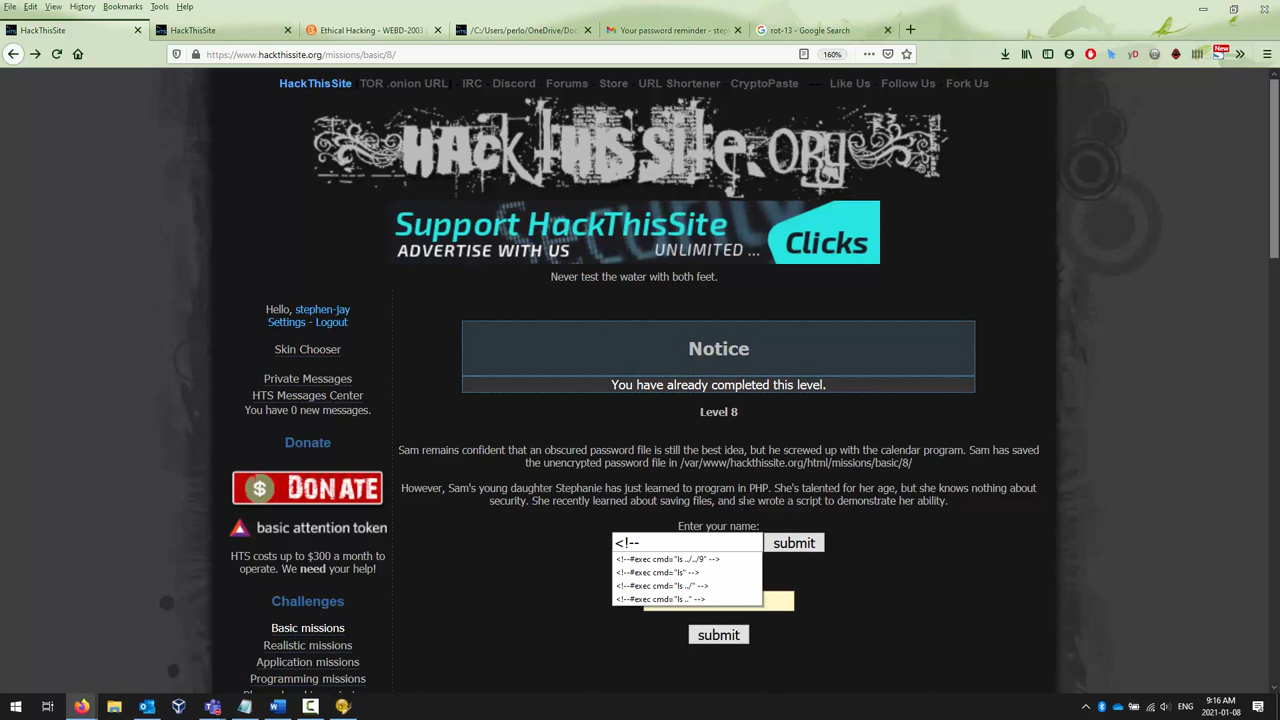 File Edit View History Bookmarks Tools Help
HackThisSite
HackThisSite
Ethical Hacking - WEBD-2003 (
/C:/Users/perlo/OneDrive/Doc
Your password reminder - step
rot-13 - Google Search
https://www.hackthissite.org/missions/basic/8/
160%
New
HackThisSite TOR .onion URL IRC Discord Forums Store URL Shortener CryptoPaste --- Like Us Follow Us Fork Us
HACK THIS SITE.ORG
Support HackThisSite
ADVERTISE WITH US UNLIMITED ... Clicks
Never test the water with both feet.
Hello, stephen-jay
Settings - Logout
Skin Chooser
Private Messages
HTS Messages Center
You have 0 new messages.
Donate
$ DONATE
basic attention token
HTS costs up to $300 a month to
operate. We need your help!
Challenges
Basic missions
Realistic missions
Application missions
Programming missions
Notice
You have already completed this level.
Level 8
Sam remains confident that an obscured password file is still the best idea, but he screwed up with the calendar program. Sam has saved
the unencrypted password file in /var/www/hackthissite.org/html/missions/basic/8/
However, Sam's young daughter Stephanie has just learned to program in PHP. She's talented for her age, but she knows nothing about
security. She recently learned about saving files, and she wrote a script to demonstrate her ability.
Enter your name:
<!-- submit
<!--#exec cmd="ls ../../9" -->
<!--#exec cmd="ls" -->
<!--#exec cmd="ls ../" -->
<!--#exec cmd="ls .." -->
submit
ENG
9:16 AM
2021-01-08